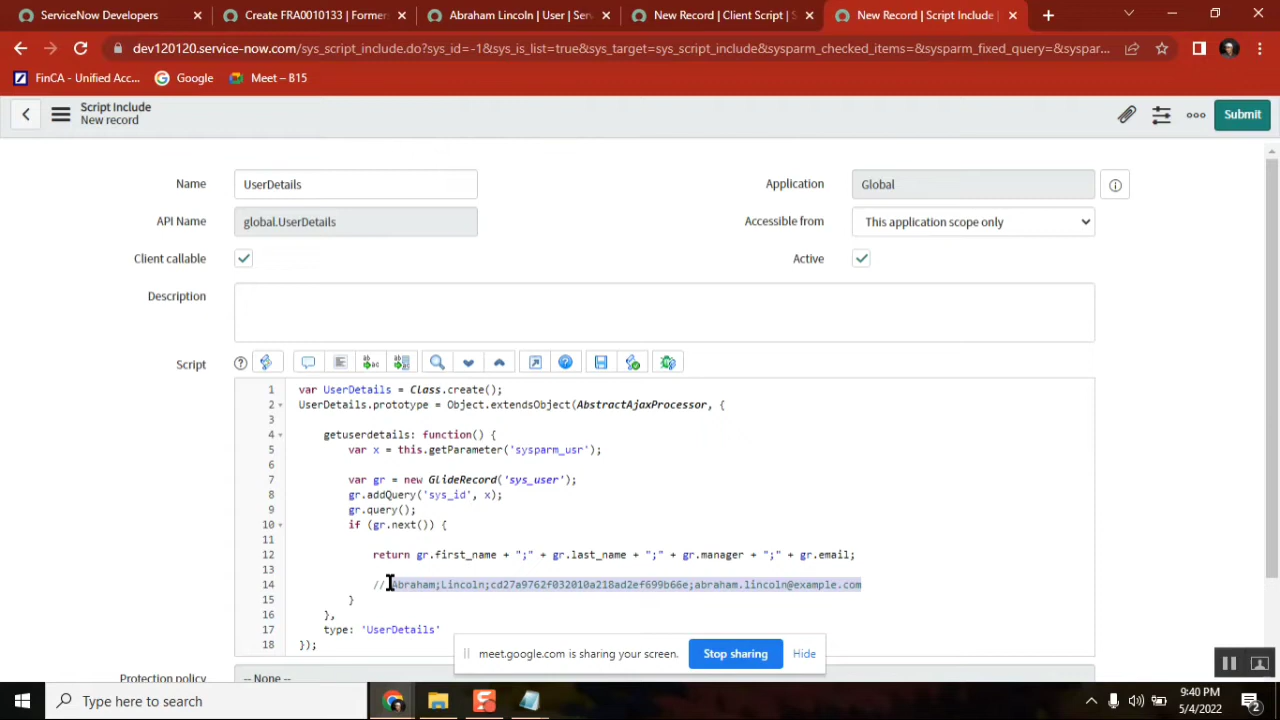 ServiceNow Developers
Create FRA0010133 | Former
Abraham Lincoln | User | Serv
New Record | Client Script | S
New Record | Script Include |
dev120120.service-now.com/sys_script_include.do?sys_id=-1&sys_is_list=true&sys_target=sys_script_include&sysparm_checked_items=&sysparm_fixed_query=&syspar...
FinCA - Unified Acc...
Google
Meet – B15
Script Include
New record
Submit
Name
UserDetails
Application
Global
API Name
global.UserDetails
Accessible from
This application scope only
Client callable
Active
Description
Script
1 var UserDetails = Class.create();
2 UserDetails.prototype = Object.extendsObject(AbstractAjaxProcessor, {
3
4 getuserdetails: function() {
5 var x = this.getParameter('sysparm_usr');
6
7 var gr = new GlideRecord('sys_user');
8 gr.addQuery('sys_id', x);
9 gr.query();
10 if (gr.next()) {
11
12 return gr.first_name + ";" + gr.last_name + ";" + gr.manager + ";" + gr.email;
13
14 // Abraham;Lincoln;cd27a9762f032010a218ad2ef699b66e;abraham.lincoln@example.com
15 }
16 },
17 type: 'UserDetails'
18 });
meet.google.com is sharing your screen.
Stop sharing
Hide
Protection policy
-- None --
Type here to search
9:40 PM
5/4/2022
2